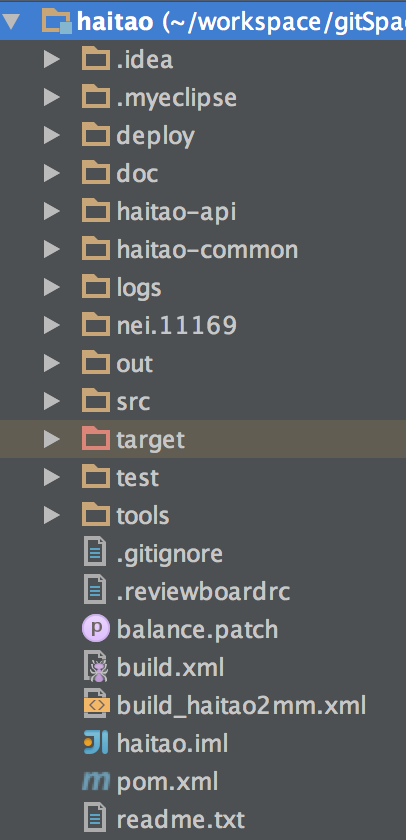 haitao (~/workspace/gitSpac
.idea
.myeclipse
deploy
doc
haitao-api
haitao-common
logs
nei.11169
out
src
target
test
tools
.gitignore
.reviewboardrc
balance.patch
build.xml
build_haitao2mm.xml
haitao.iml
pom.xml
readme.txt